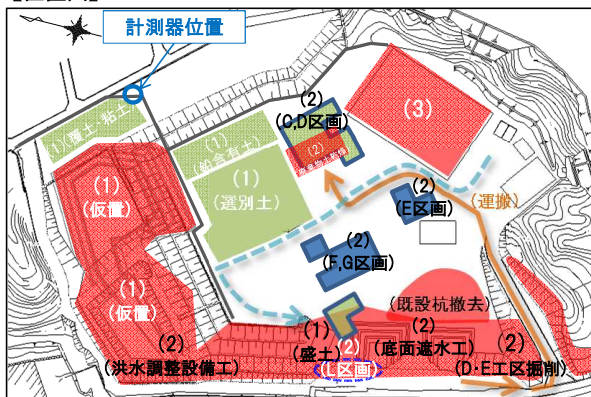 計測器位置
(1)(覆土・粘土)
(1)
(鉛含有土)
(2)
(C,D区画)
(2)
(3)
(1)
(仮置)
(1)
(選別土)
(2)
(E区画)
(運搬)
(2)
(F,G区画)
(1)
(仮置)
(既設杭撤去)
(2)
(洪水調整設備工)
(1)
(盛土)
(2)
(L区画)
(2)
(底面遮水工)
(2)
(D・E工区掘削)